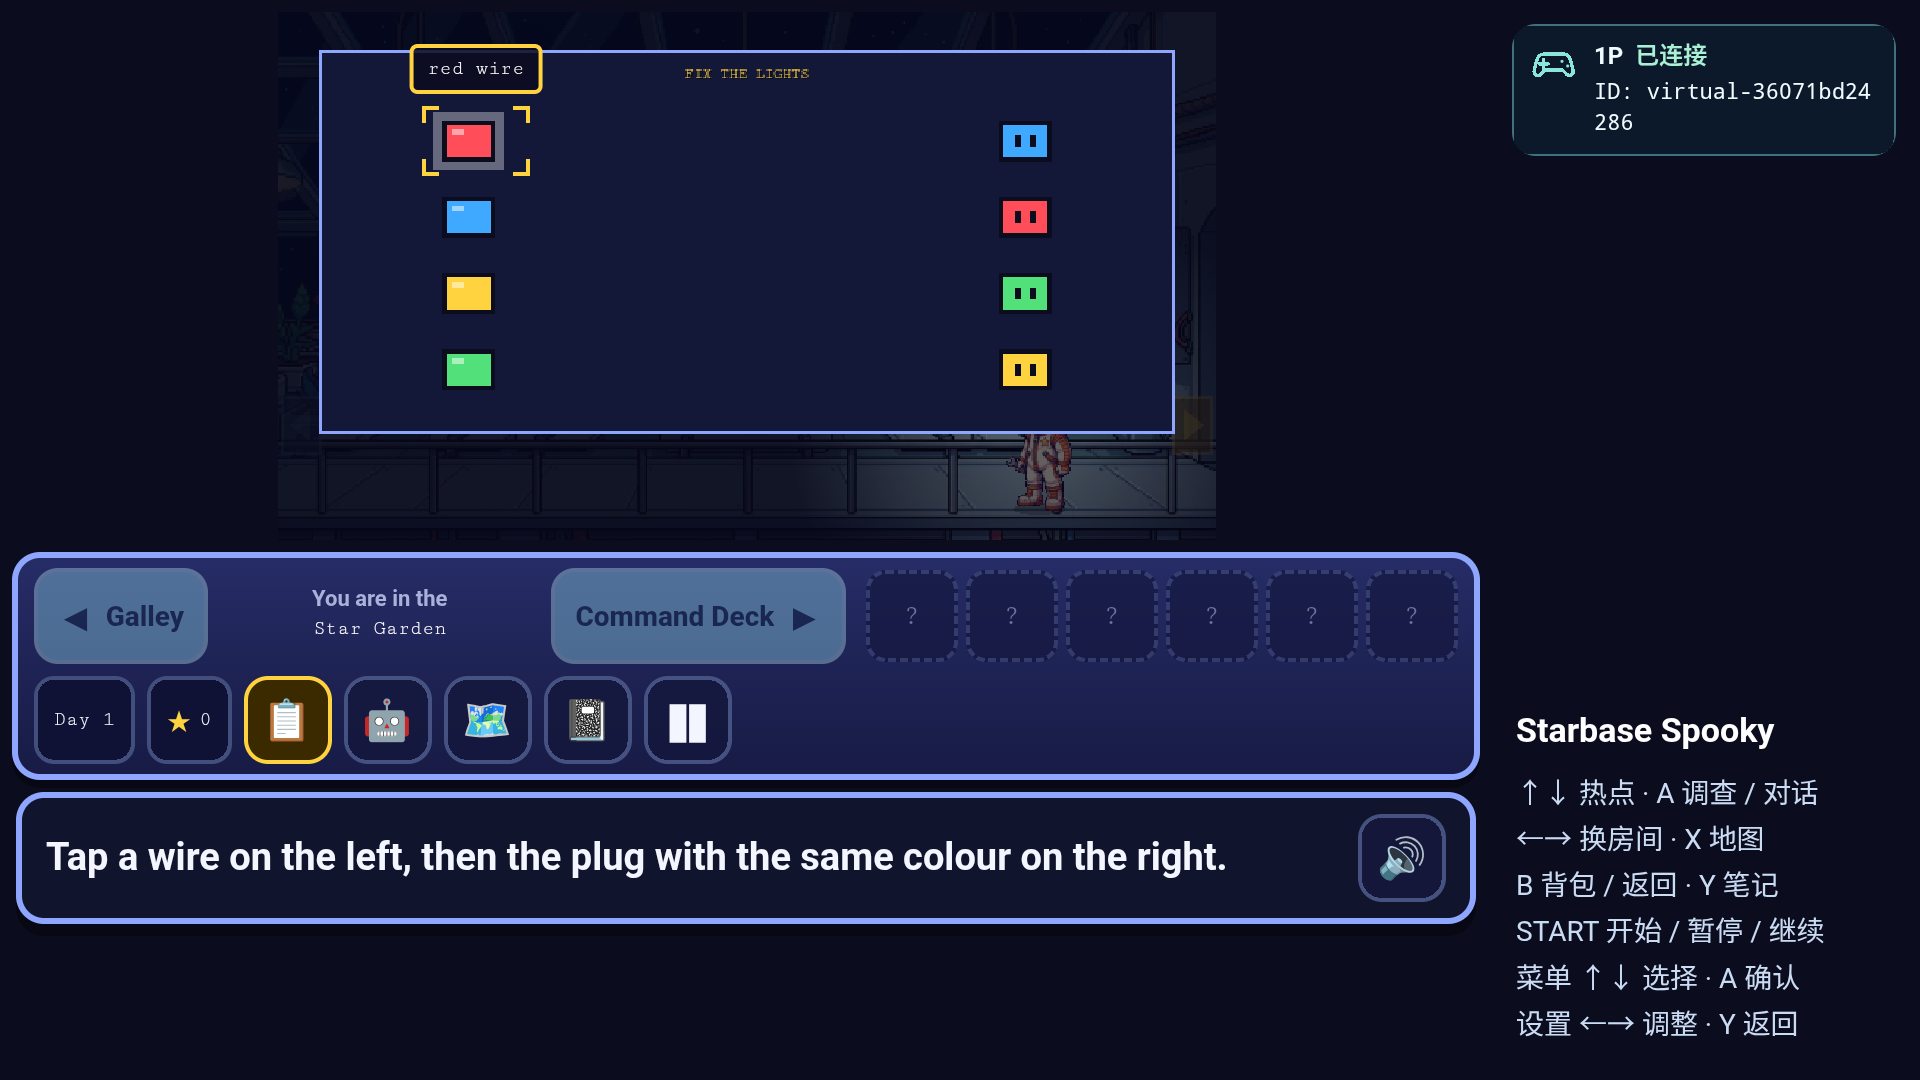 red wire
FIX THE LIGHTS
1P 已连接
ID: virtual-36071bd24
286
◀ Galley
You are in the
Star Garden
Command Deck ▶
? ? ? ? ? ?
Day 1
★ 0
Tap a wire on the left, then the plug with the same colour on the right.
Starbase Spooky
↑↓ 热点 · A 调查 / 对话
←→ 换房间 · X 地图
B 背包 / 返回 · Y 笔记
START 开始 / 暂停 / 继续
菜单 ↑↓ 选择 · A 确认
设置 ←→ 调整 · Y 返回